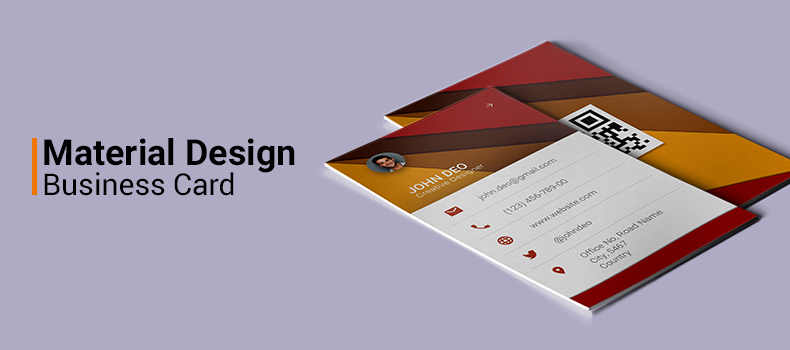 Material Design
Business Card
JOHN DEO
Creative Designer
john.deo@gmail.com
(123) 456-789-00
www.website.com
@johndeo
Office No, Road Name
City, 5467
Country